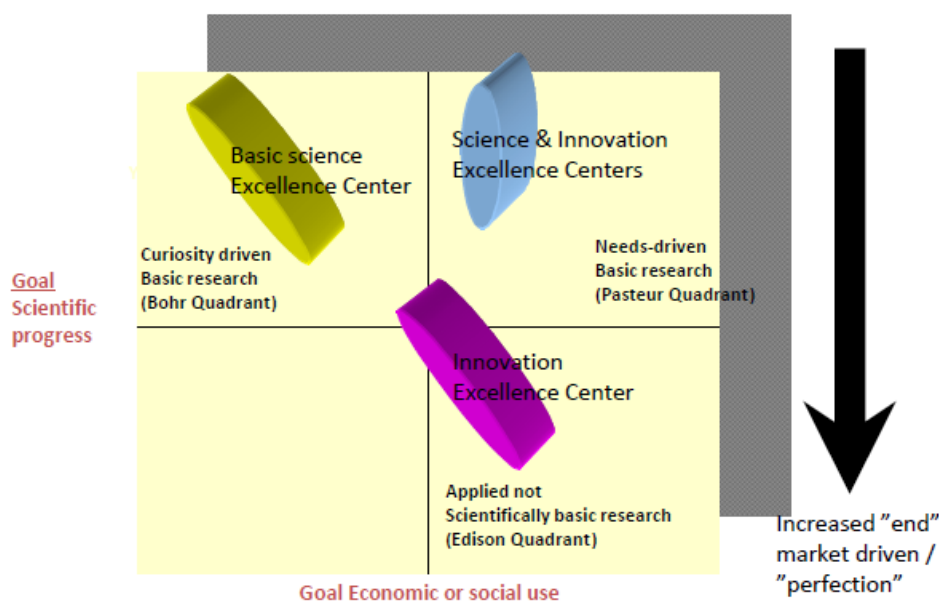 Basic science
Excellence Center
Science & Innovation
Excellence Centers
Curiosity driven
Basic research
(Bohr Quadrant)
Needs-driven
Basic research
(Pasteur Quadrant)
Goal
Scientific
progress
Innovation
Excellence Center
Applied not
Scientifically basic research
(Edison Quadrant)
Increased ”end”
market driven /
”perfection”
Goal Economic or social use